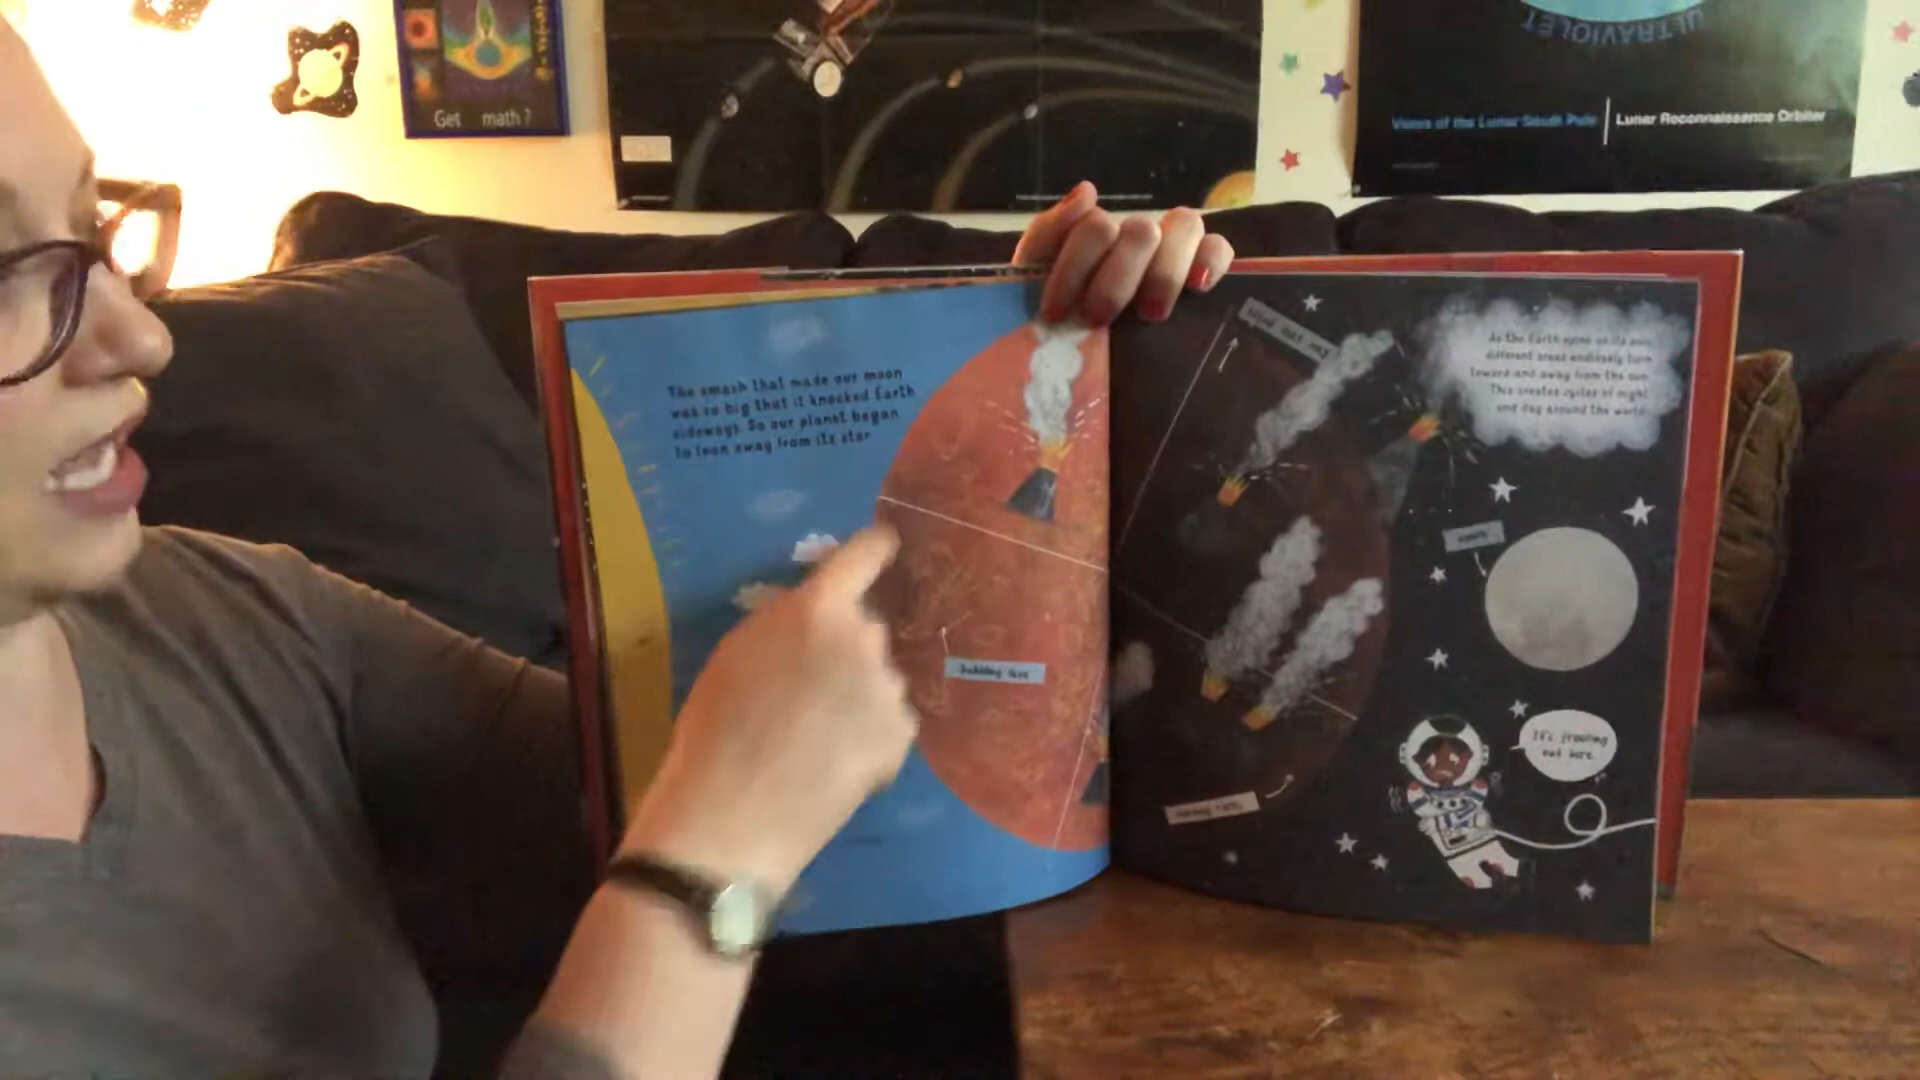 Get math?
ULTRAVIOLET
Views of the Lunar South Pole
Lunar Reconnaissance Orbiter
The smash that made our moon
was so big that it knocked Earth
sideways. So our planet began
to lean away from its star
bubbling lava
As the Earth spins on its axis,
different areas endlessly turn
toward and away from the sun.
This creates cycles of night
and day around the world.
It's freezing
out here.